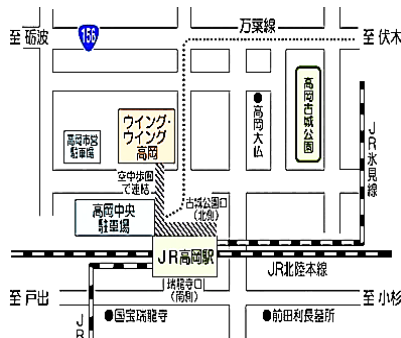 万葉線
至 砺波
156
至 伏木
高岡古城公園
高岡大仏
ウイング・
ウイング
高岡
高岡市営
駐車場
JR氷見線
空中歩廊
で連結
古城公園口
(北側)
高岡中央
駐車場
JR高岡駅
JR北陸本線
瑞龍寺口
(南側)
至 戸出
至 小杉
JR
国宝瑞龍寺
前田利長墓所